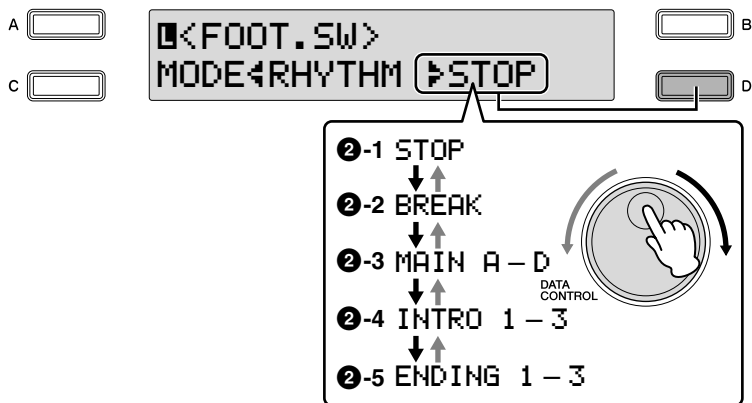 A
B
L<FOOT.SW>
C
MODE◀RHYTHM ▶STOP
D
❷-1 STOP
❷-2 BREAK
❷-3 MAIN A – D
DATA
CONTROL
❷-4 INTRO 1 – 3
❷-5 ENDING 1 – 3